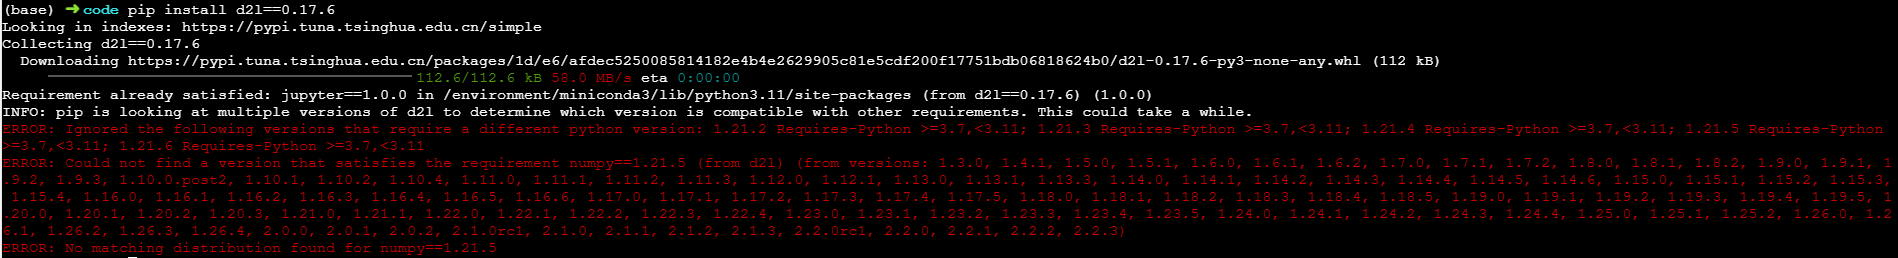 (base) ➜ code pip install d2l==0.17.6
Looking in indexes: https://pypi.tuna.tsinghua.edu.cn/simple
Collecting d2l==0.17.6
Downloading https://pypi.tuna.tsinghua.edu.cn/packages/1d/e6/afdec5250085814182e4b4e2629905c81e5cdf200f17751bdb06818624b0/d2l-0.17.6-py3-none-any.whl (112 kB)
112.6/112.6 kB 58.0 MB/s eta 0:00:00
Requirement already satisfied: jupyter==1.0.0 in /environment/miniconda3/lib/python3.11/site-packages (from d2l==0.17.6) (1.0.0)
INFO: pip is looking at multiple versions of d2l to determine which version is compatible with other requirements. This could take a while.
ERROR: Ignored the following versions that require a different python version: 1.21.2 Requires-Python >=3.7,<3.11; 1.21.3 Requires-Python >=3.7,<3.11; 1.21.4 Requires-Python >=3.7,<3.11; 1.21.5 Requires-Python
>=3.7,<3.11; 1.21.6 Requires-Python >=3.7,<3.11
ERROR: Could not find a version that satisfies the requirement numpy==1.21.5 (from d2l) (from versions: 1.3.0, 1.4.1, 1.5.0, 1.5.1, 1.6.0, 1.6.1, 1.6.2, 1.7.0, 1.7.1, 1.7.2, 1.8.0, 1.8.1, 1.8.2, 1.9.0, 1.9.1, 1
.9.2, 1.9.3, 1.10.0.post2, 1.10.1, 1.10.2, 1.10.4, 1.11.0, 1.11.1, 1.11.2, 1.11.3, 1.12.0, 1.12.1, 1.13.0, 1.13.1, 1.13.3, 1.14.0, 1.14.1, 1.14.2, 1.14.3, 1.14.4, 1.14.5, 1.14.6, 1.15.0, 1.15.1, 1.15.2, 1.15.3,
1.15.4, 1.16.0, 1.16.1, 1.16.2, 1.16.3, 1.16.4, 1.16.5, 1.16.6, 1.17.0, 1.17.1, 1.17.2, 1.17.3, 1.17.4, 1.17.5, 1.18.0, 1.18.1, 1.18.2, 1.18.3, 1.18.4, 1.18.5, 1.19.0, 1.19.1, 1.19.2, 1.19.3, 1.19.4, 1.19.5, 1
.20.0, 1.20.1, 1.20.2, 1.20.3, 1.21.0, 1.21.1, 1.22.0, 1.22.1, 1.22.2, 1.22.3, 1.22.4, 1.23.0, 1.23.1, 1.23.2, 1.23.3, 1.23.4, 1.23.5, 1.24.0, 1.24.1, 1.24.2, 1.24.3, 1.24.4, 1.25.0, 1.25.1, 1.25.2, 1.26.0, 1.2
6.1, 1.26.2, 1.26.3, 1.26.4, 2.0.0, 2.0.1, 2.0.2, 2.1.0rc1, 2.1.0, 2.1.1, 2.1.2, 2.1.3, 2.2.0rc1, 2.2.0, 2.2.1, 2.2.2, 2.2.3)
ERROR: No matching distribution found for numpy==1.21.5